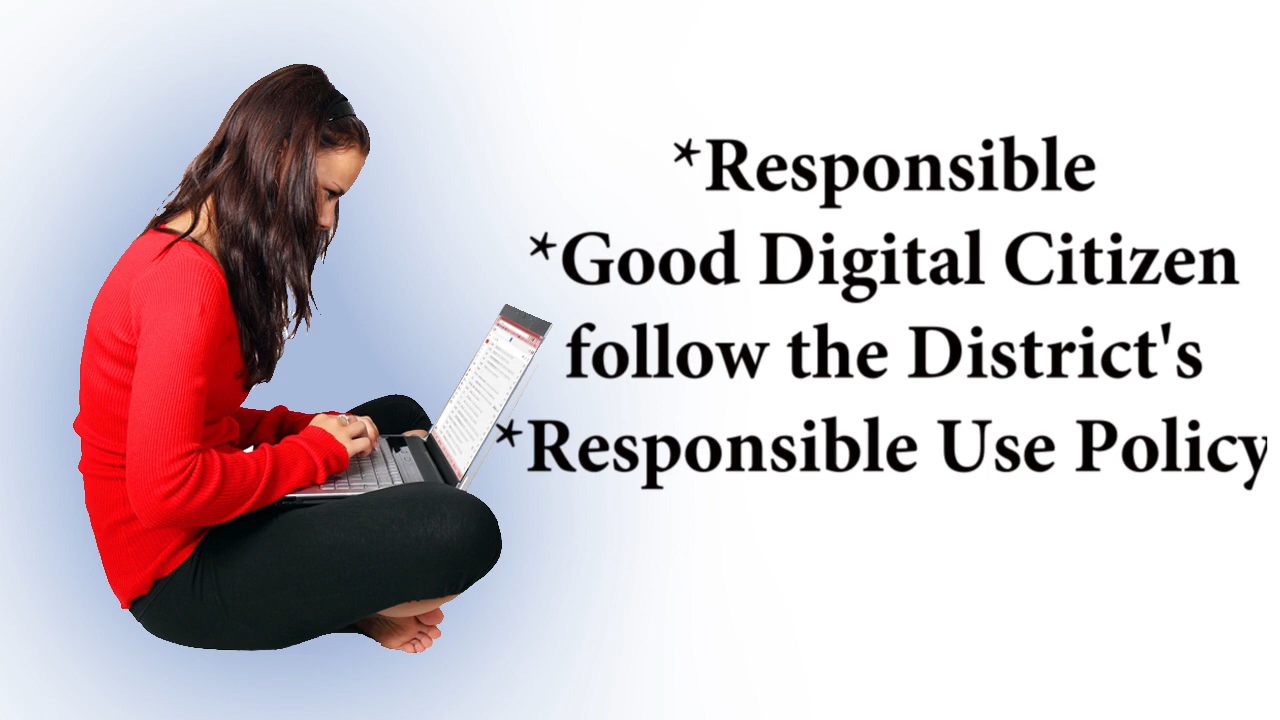 *Responsible
*Good Digital Citizen
follow the District's
*Responsible Use Policy